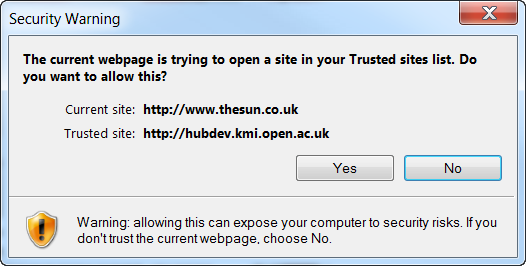 Security Warning
The current webpage is trying to open a site in your Trusted sites list. Do
you want to allow this?
Current site: http://www.thesun.co.uk
Trusted site: http://hubdev.kmi.open.ac.uk
Yes No
Warning: allowing this can expose your computer to security risks. If you
don't trust the current webpage, choose No.